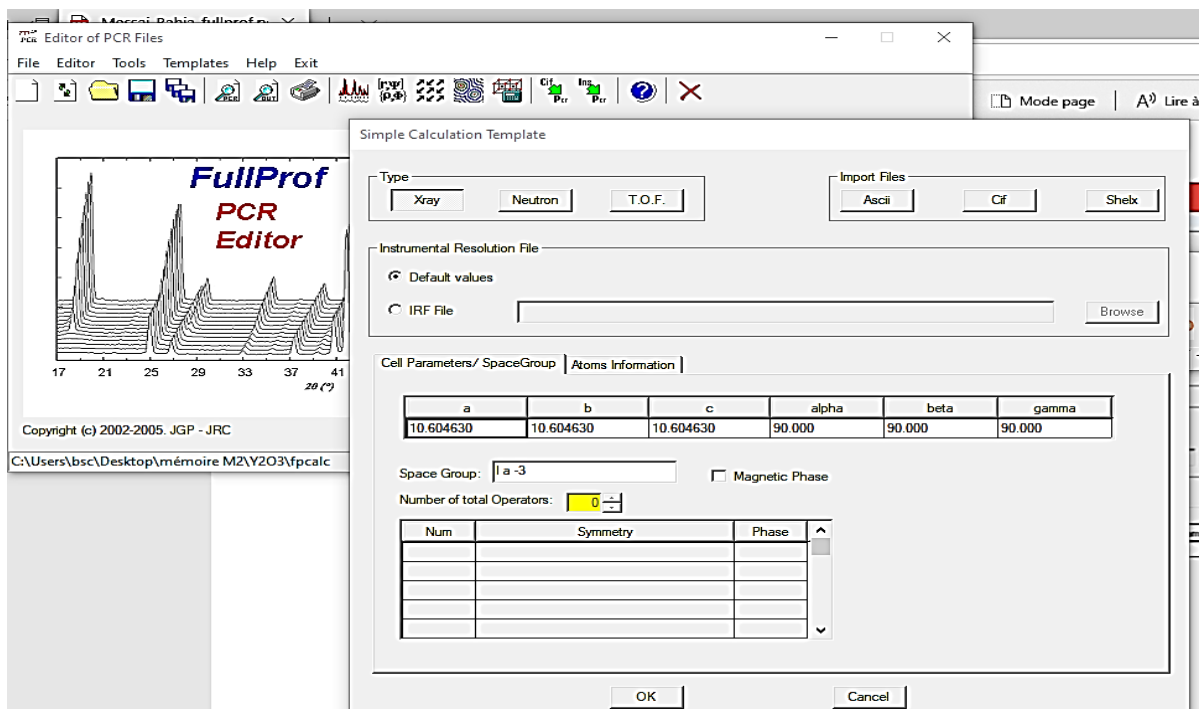 Messai_Rabia_fullprof.p
Editor of PCR Files
File Editor Tools Templates Help Exit
Mode page Lire à
Simple Calculation Template
FullProf
PCR
Editor
17 21 25 29 33 37 41
2θ (°)
Copyright (c) 2002-2005. JGP - JRC
C:\Users\bsc\Desktop\mémoire M2\Y2O3\fpcalc
Type
Xray Neutron T.O.F.
Import Files
Ascii Cif Shelx
Instrumental Resolution File
Default values
IRF File Browse
Cell Parameters/ SpaceGroup Atoms Information
a b c alpha beta gamma
10.604630 10.604630 10.604630 90.000 90.000 90.000
Space Group: I a -3 Magnetic Phase
Number of total Operators: 0
Num Symmetry Phase
OK Cancel